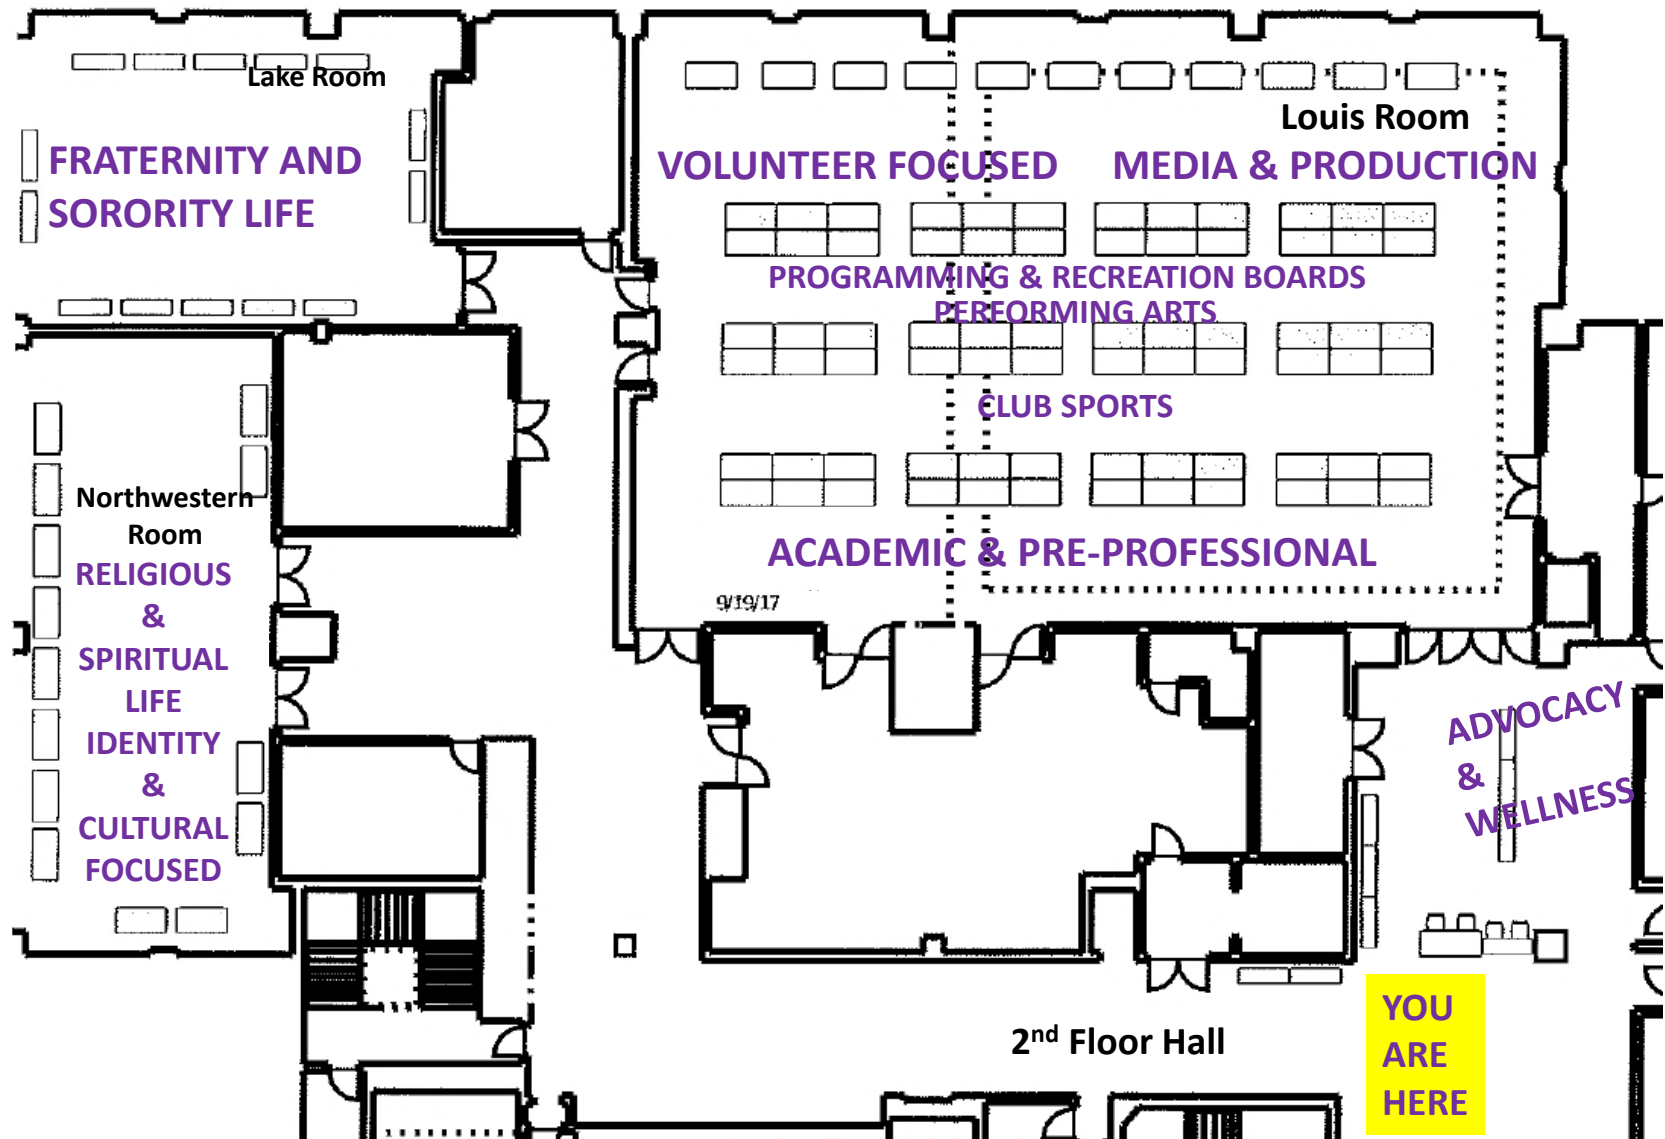 Lake Room
FRATERNITY AND
SORORITY LIFE
Louis Room
VOLUNTEER FOCUSED
MEDIA & PRODUCTION
PROGRAMMING & RECREATION BOARDS
PERFORMING ARTS
CLUB SPORTS
ACADEMIC & PRE-PROFESSIONAL
9/19/17
Northwestern
Room
RELIGIOUS
&
SPIRITUAL
LIFE
IDENTITY
&
CULTURAL
FOCUSED
ADVOCACY
&
WELLNESS
2nd Floor Hall
YOU
ARE
HERE